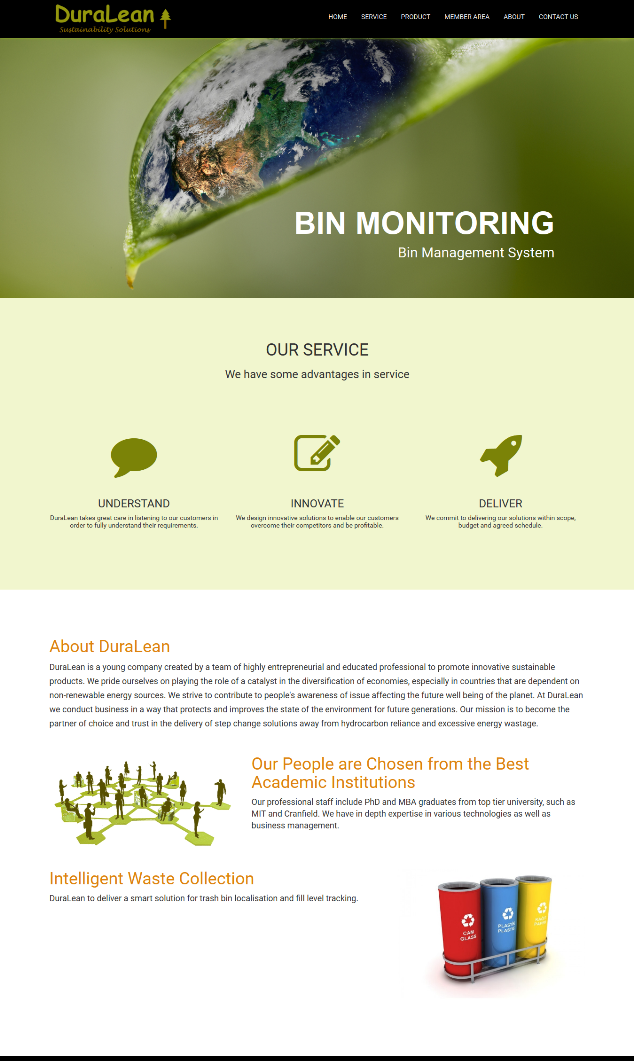 DuraLean
Sustainability Solutions
HOME SERVICE PRODUCT MEMBER AREA ABOUT CONTACT US
BIN MONITORING
Bin Management System
OUR SERVICE
We have some advantages in service
UNDERSTAND
DuraLean takes great care in listening to our customers in
order to fully understand their requirements.
INNOVATE
We design innovative solutions to enable our customers
overcome their competitors and be profitable.
DELIVER
We commit to delivering our solutions within scope,
budget and agreed schedule.
About DuraLean
DuraLean is a young company created by a team of highly entrepreneurial and educated professional to promote innovative sustainable
products. We pride ourselves on playing the role of a catalyst in the diversification of economies, especially in countries that are dependent on
non-renewable energy sources. We strive to contribute to people's awareness of issue affecting the future well being of the planet. At DuraLean
we conduct business in a way that protects and improves the state of the environment for future generations. Our mission is to become the
partner of choice and trust in the delivery of step change solutions away from hydrocarbon reliance and excessive energy wastage.
Our People are Chosen from the Best
Academic Institutions
Our professional staff include PhD and MBA graduates from top tier university, such as
MIT and Cranfield. We have in depth expertise in various technologies as well as
business management.
Intelligent Waste Collection
DuraLean to deliver a smart solution for trash bin localisation and fill level tracking.
CAN
GLASS
PLASTIC